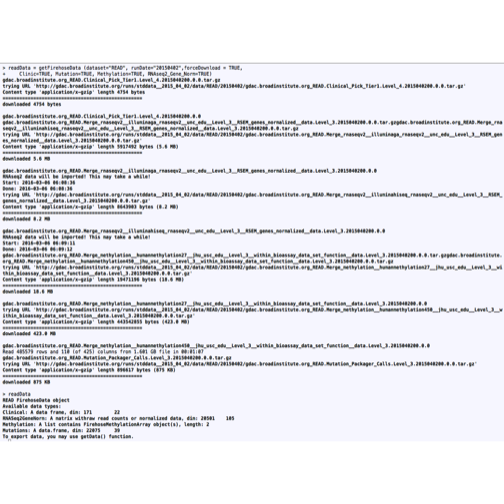 > readData = getFirehoseData (dataset="READ", runDate="20150402",forceDownload = TRUE,
+     Clinic=TRUE, Mutation=TRUE, Methylation=TRUE, RNAseq2_Gene_Norm=TRUE)
gdac.broadinstitute.org_READ.Clinical_Pick_Tier1.Level_4.2015040200.0.0.tar.gz
trying URL 'http://gdac.broadinstitute.org/runs/stddata__2015_04_02/data/READ/20150402/gdac.broadinstitute.org_READ.Clinical_Pick_Tier1.Level_4.2015040200.0.0.tar.gz'
Content type 'application/x-gzip' length 4754 bytes
==================================================
downloaded 4754 bytes

gdac.broadinstitute.org_READ.Clinical_Pick_Tier1.Level_4.2015040200.0.0
gdac.broadinstitute.org_READ.Merge_rnaseqv2__illuminaga_rnaseqv2__unc_edu__Level_3__RSEM_genes_normalized__data.Level_3.2015040200.0.0.tar.gzgdac.broadinstitute.org_READ.Merge_rna
seqv2__illuminahiseq_rnaseqv2__unc_edu__Level_3__RSEM_genes_normalized__data.Level_3.2015040200.0.0.tar.gz
trying URL 'http://gdac.broadinstitute.org/runs/stddata__2015_04_02/data/READ/20150402/gdac.broadinstitute.org_READ.Merge_rnaseqv2__illuminaga_rnaseqv2__unc_edu__Level_3__RSEM_gen
es_normalized__data.Level_3.2015040200.0.0.tar.gz'
Content type 'application/x-gzip' length 5917402 bytes (5.6 MB)
==================================================
downloaded 5.6 MB

gdac.broadinstitute.org_READ.Merge_rnaseqv2__illuminaga_rnaseqv2__unc_edu__Level_3__RSEM_genes_normalized__data.Level_3.2015040200.0.0
RNAseq2 data will be imported! This may take a while!
Start: 2016-03-06 06:08:36
Done: 2016-03-06 06:08:36
trying URL 'http://gdac.broadinstitute.org/runs/stddata__2015_04_02/data/READ/20150402/gdac.broadinstitute.org_READ.Merge_rnaseqv2__illuminahiseq_rnaseqv2__unc_edu__Level_3__RSEM_
genes_normalized__data.Level_3.2015040200.0.0.tar.gz'
Content type 'application/x-gzip' length bytes (8.2 MB)
==================================================
downloaded 8.2 MB

gdac.broadinstitute.org_READ.Merge_rnaseqv2__illuminahiseq_rnaseqv2__unc_edu__Level_3__RSEM_genes_normalized__data.Level_3.2015040200.0.0
RNAseq2 data will be imported! This may take a while!
Start: 2016-03-06 06:09:11
Done: 2016-03-06 06:09:12
gdac.broadinstitute.org_READ.Merge_methylation__humanmethylation27__jhu_usc_edu__Level_3__within_bioassay_data_set_function__data.Level_3.2015040200.0.0.tar.gzgdac.broadinstitute.
org_READ.Merge_methylation__humanmethylation450__jhu_usc_edu__Level_3__within_bioassay_data_set_function__data.Level_3.2015040200.0.0.tar.gz
trying URL 'http://gdac.broadinstitute.org/runs/stddata__2015_04_02/data/READ/20150402/gdac.broadinstitute.org_READ.Merge_methylation__humanmethylation27__jhu_usc_edu__Level_3__wi
thin_bioassay_data_set_function__data.Level_3.2015040200.0.0.tar.gz'
Content type 'application/x-gzip' length bytes (18.6 MB)
==================================================
downloaded 18.6 MB

gdac.broadinstitute.org_READ.Merge_methylation__humanmethylation27__jhu_usc_edu__Level_3__within_bioassay_data_set_function__data.Level_3.2015040200.0.0
trying URL 'http://gdac.broadinstitute.org/runs/stddata__2015_04_02/data/READ/20150402/gdac.broadinstitute.org_READ.Merge_methylation__humanmethylation450__jhu_usc_edu__Level_3__w
ithin_bioassay_data_set_function__data.Level_3.2015040200.0.0.tar.gz'
Content type 'application/x-gzip' length bytes (423.0 MB)
==================================================
downloaded 423.0 MB

gdac.broadinstitute.org_READ.Merge_methylation__humanmethylation450__jhu_usc_edu__Level_3__within_bioassay_data_set_function__data.Level_3.2015040200.0.0
Read 485579 rows and 110 (of 425) columns from 1.601 GB file in 00:01:07
gdac.broadinstitute.org_READ.Mutation_Packager_Calls.Level_3.2015040200.0.0.tar.gz
trying URL 'http://gdac.broadinstitute.org/runs/stddata__2015_04_02/data/READ/20150402/gdac.broadinstitute.org_READ.Mutation_Packager_Calls.Level_3.2015040200.0.0.tar.gz'
Content type 'application/x-gzip' length 896617 bytes (875 KB)
==================================================
downloaded 875 KB

> readData
READ FirehoseData object
Available data types:
Clinical: A data frame, dim: 171     22
RNASeq2GeneNorm: A matrix withraw read counts or normalized data, dim: 20501     105
Methylation: A list contains FirehoseMethylationArray object(s), length: 2
Mutations: A data.frame, dim: 22075     39
To export data, you may use getData() function.